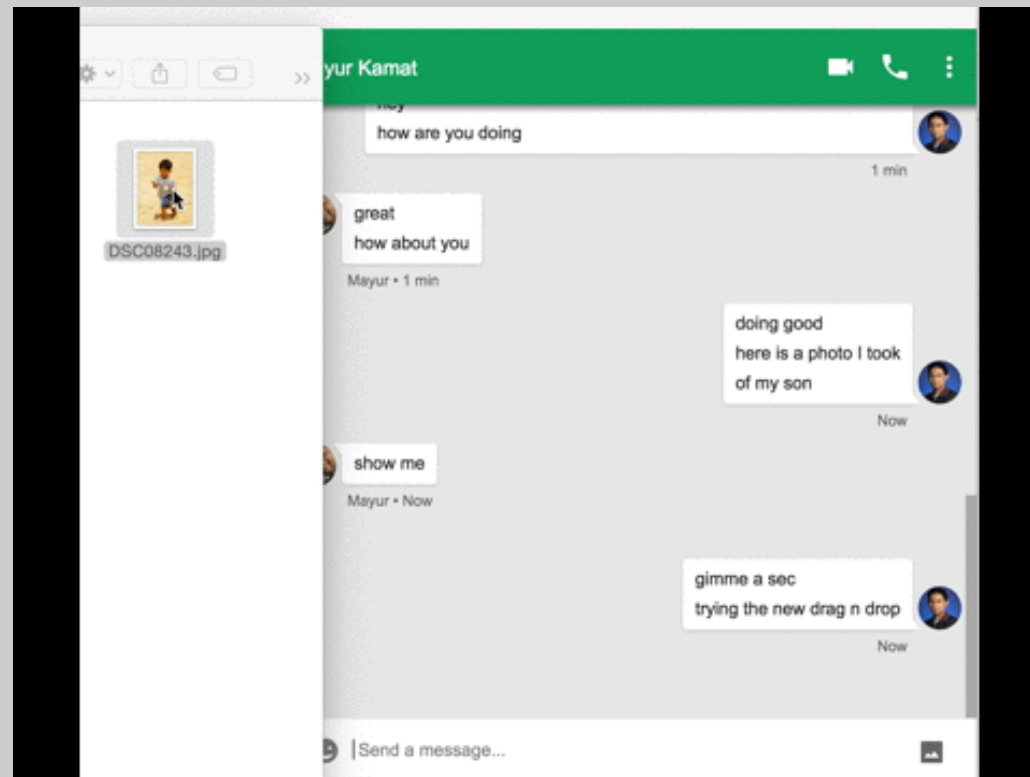 yur Kamat
hey
how are you doing
1 min
DSC08243.jpg
great
how about you
Mayur • 1 min
doing good
here is a photo I took
of my son
Now
show me
Mayur • Now
gimme a sec
trying the new drag n drop
Now
Send a message...